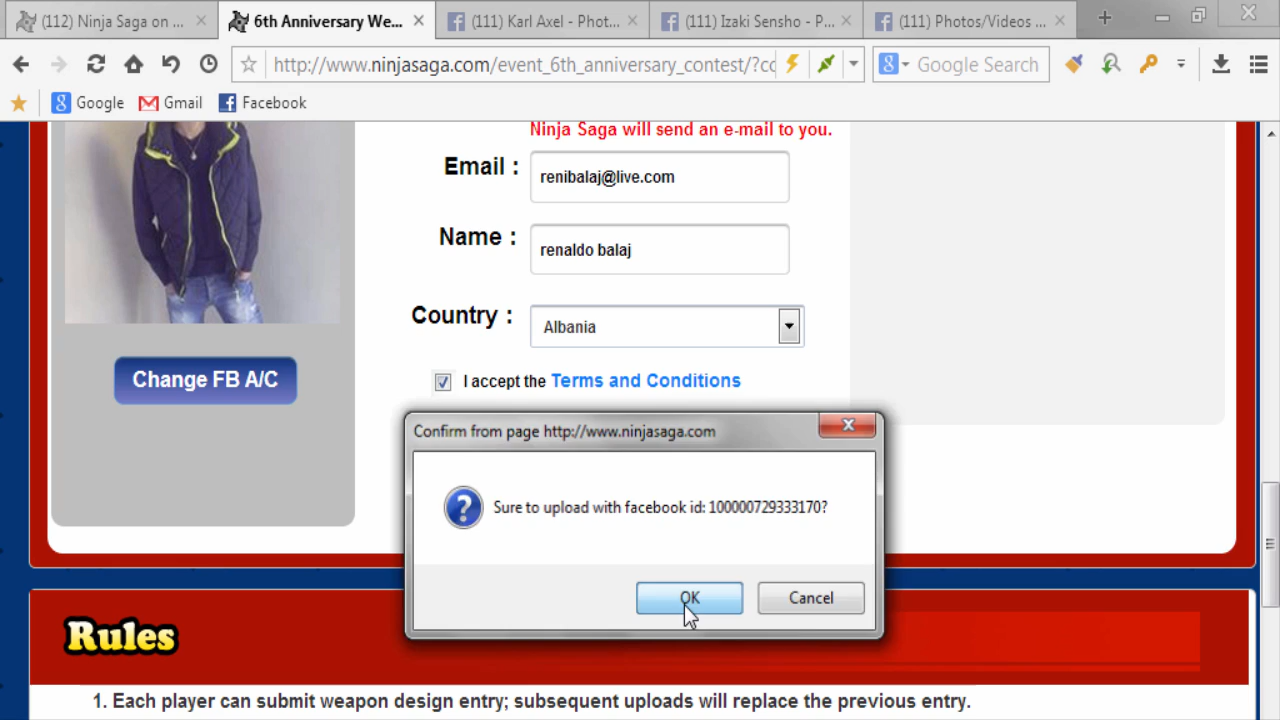 (112) Ninja Saga on ...
6th Anniversary We...
(111) Karl Axel - Phot...
(111) Izaki Sensho - P...
(111) Photos/Videos ...
http://www.ninjasaga.com/event_6th_anniversary_contest/?cc
Google Search
Google
Gmail
Facebook
Ninja Saga will send an e-mail to you.
Email :
renibalaj@live.com
Name :
renaldo balaj
Country :
Albania
Change FB A/C
I accept the Terms and Conditions
Confirm from page http://www.ninjasaga.com
Sure to upload with facebook id: 100000729333170?
OK
Cancel
Rules
1. Each player can submit weapon design entry; subsequent uploads will replace the previous entry.